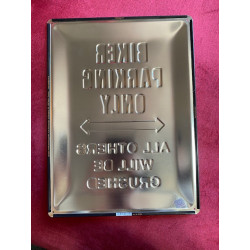 BIKER
PARKING
ONLY
ALL OTHERS
WILL BE
CRUSHED